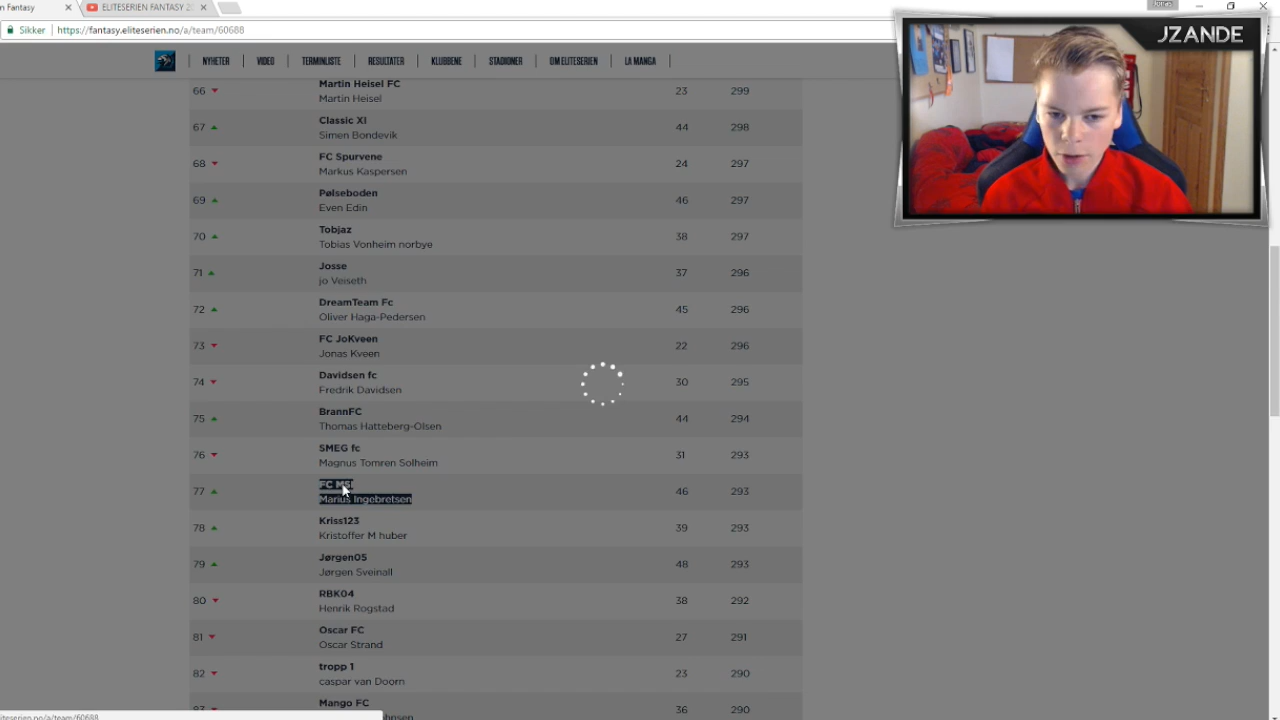 n Fantasy
ELITESERIEN FANTASY 20
Sikker
https://fantasy.eliteserien.no/a/team/60688
JZANDE
NYHETER
VIDEO
TERMINLISTE
RESULTATER
KLUBBENE
STADIONER
OM ELITESERIEN
LA MANGA
66 Martin Heisel FC 23 299
Martin Heisel
67 Classic XI 44 298
Simen Bondevik
68 FC Spurvene 24 297
Markus Kaspersen
69 Pølseboden 46 297
Even Edin
70 Tobjaz 38 297
Tobias Vonheim norbye
71 Josse 37 296
jo Veiseth
72 DreamTeam Fc 45 296
Oliver Haga-Pedersen
73 FC JoKveen 22 296
Jonas Kveen
74 Davidsen fc 30 295
Fredrik Davidsen
75 BrannFC 44 294
Thomas Hatteberg-Olsen
76 SMEG fc 31 293
Magnus Tomren Solheim
77 FC 46 293
Marius Ingebretsen
78 Kriss123 39 293
Kristoffer M huber
79 Jørgen05 48 293
Jørgen Sveinall
80 RBK04 38 292
Henrik Rogstad
81 Oscar FC 27 291
Oscar Strand
82 tropp 1 23 290
caspar van Doorn
83 Mango FC 36 290
eliteserien.no/a/team/60688